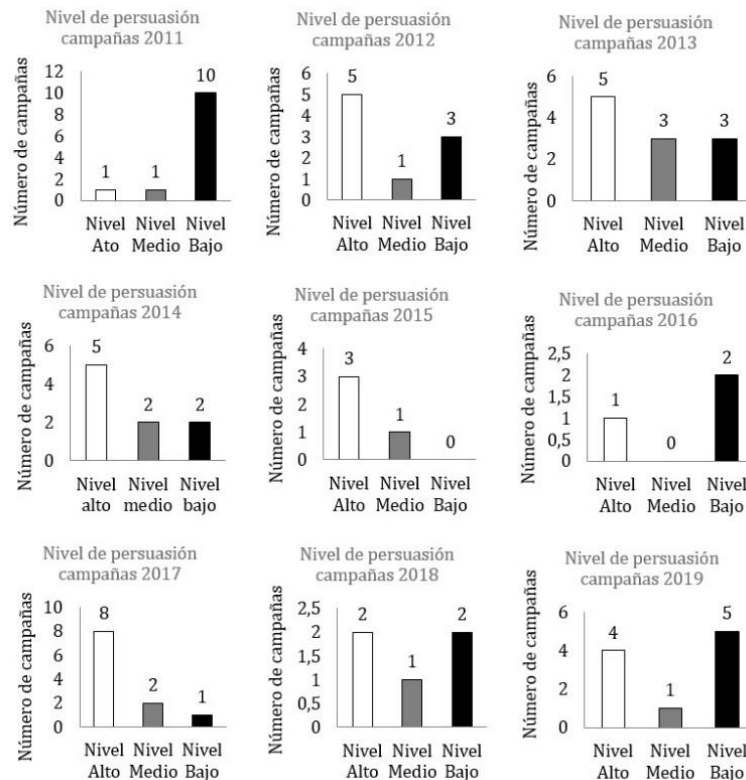 Nivel de persuasión
campañas 2011
Número de campañas
12
10
8
6
4
2
0
1
1
10
Nivel Nivel Nivel
Ato Medio Bajo
Nivel de persuasión
campañas 2012
Número de campañas
6
5
4
3
2
1
0
5
1
3
Nivel Nivel Nivel
Alto Medio Bajo
Nivel de persuasión
campañas 2013
Número de campañas
6
4
2
0
5
3
3
Nivel Nivel Nivel
Alto Medio Bajo
Nivel de persuasión
campañas 2014
Número de campañas
6
4
2
0
5
2
2
Nivel Nivel Nivel
alto medio bajo
Nivel de persuasión
campañas 2015
Número de campañas
4
3
2
1
0
3
1
0
Nivel Nivel Nivel
Alto Medio Bajo
Nivel de persuasión
campañas 2016
Número de campañas
2,5
2
1,5
1
0,5
0
1
0
2
Nivel Nivel Nivel
Alto Medio Bajo
Nivel de persuasión
campañas 2017
Número de campañas
10
8
6
4
2
0
8
2
1
Nivel Nivel Nivel
Alto Medio Bajo
Nivel de persuasión
campañas 2018
Número de campañas
2,5
2
1,5
1
0,5
0
2
1
2
Nivel Nivel Nivel
Alto Medio Bajo
Nivel de persuasión
campañas 2019
Número de campañas
6
4
2
0
4
1
5
Nivel Nivel Nivel
Alto Medio Bajo